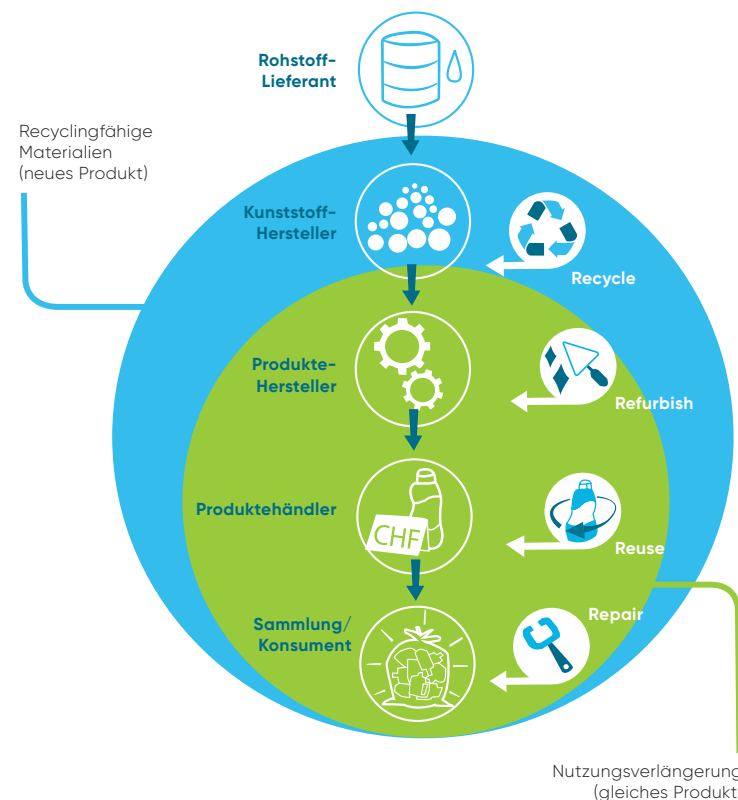 Rohstoff-
Lieferant
Recyclingfähige
Materialien
(neues Produkt)
Kunststoff-
Hersteller
Recycle
Produkte-
Hersteller
Refurbish
Produktehändler
CHF
Reuse
Sammlung/
Konsument
Repair
Nutzungsverlängerung
(gleiches Produkt